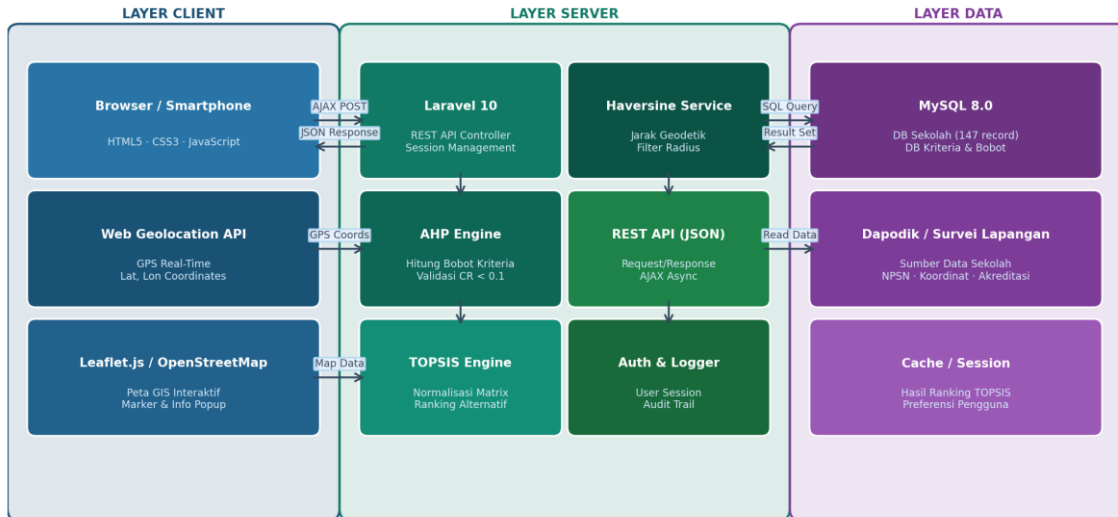 LAYER CLIENT
LAYER SERVER
LAYER DATA
Browser / Smartphone
HTML5 · CSS3 · JavaScript
AJAX POST
JSON Response
Laravel 10
REST API Controller
Session Management
Haversine Service
Jarak Geodetik
Filter Radius
SQL Query
Result Set
MySQL 8.0
DB Sekolah (147 record)
DB Kriteria & Bobot
Web Geolocation API
GPS Real-Time
Lat, Lon Coordinates
GPS Coords
AHP Engine
Hitung Bobot Kriteria
Validasi CR < 0.1
REST API (JSON)
Request/Response
AJAX Async
Read Data
Dapodik / Survei Lapangan
Sumber Data Sekolah
NPSN · Koordinat · Akreditasi
Leaflet.js / OpenStreetMap
Peta GIS Interaktif
Marker & Info Popup
Map Data
TOPSIS Engine
Normalisasi Matrix
Ranking Alternatif
Auth & Logger
User Session
Audit Trail
Cache / Session
Hasil Ranking TOPSIS
Preferensi Pengguna